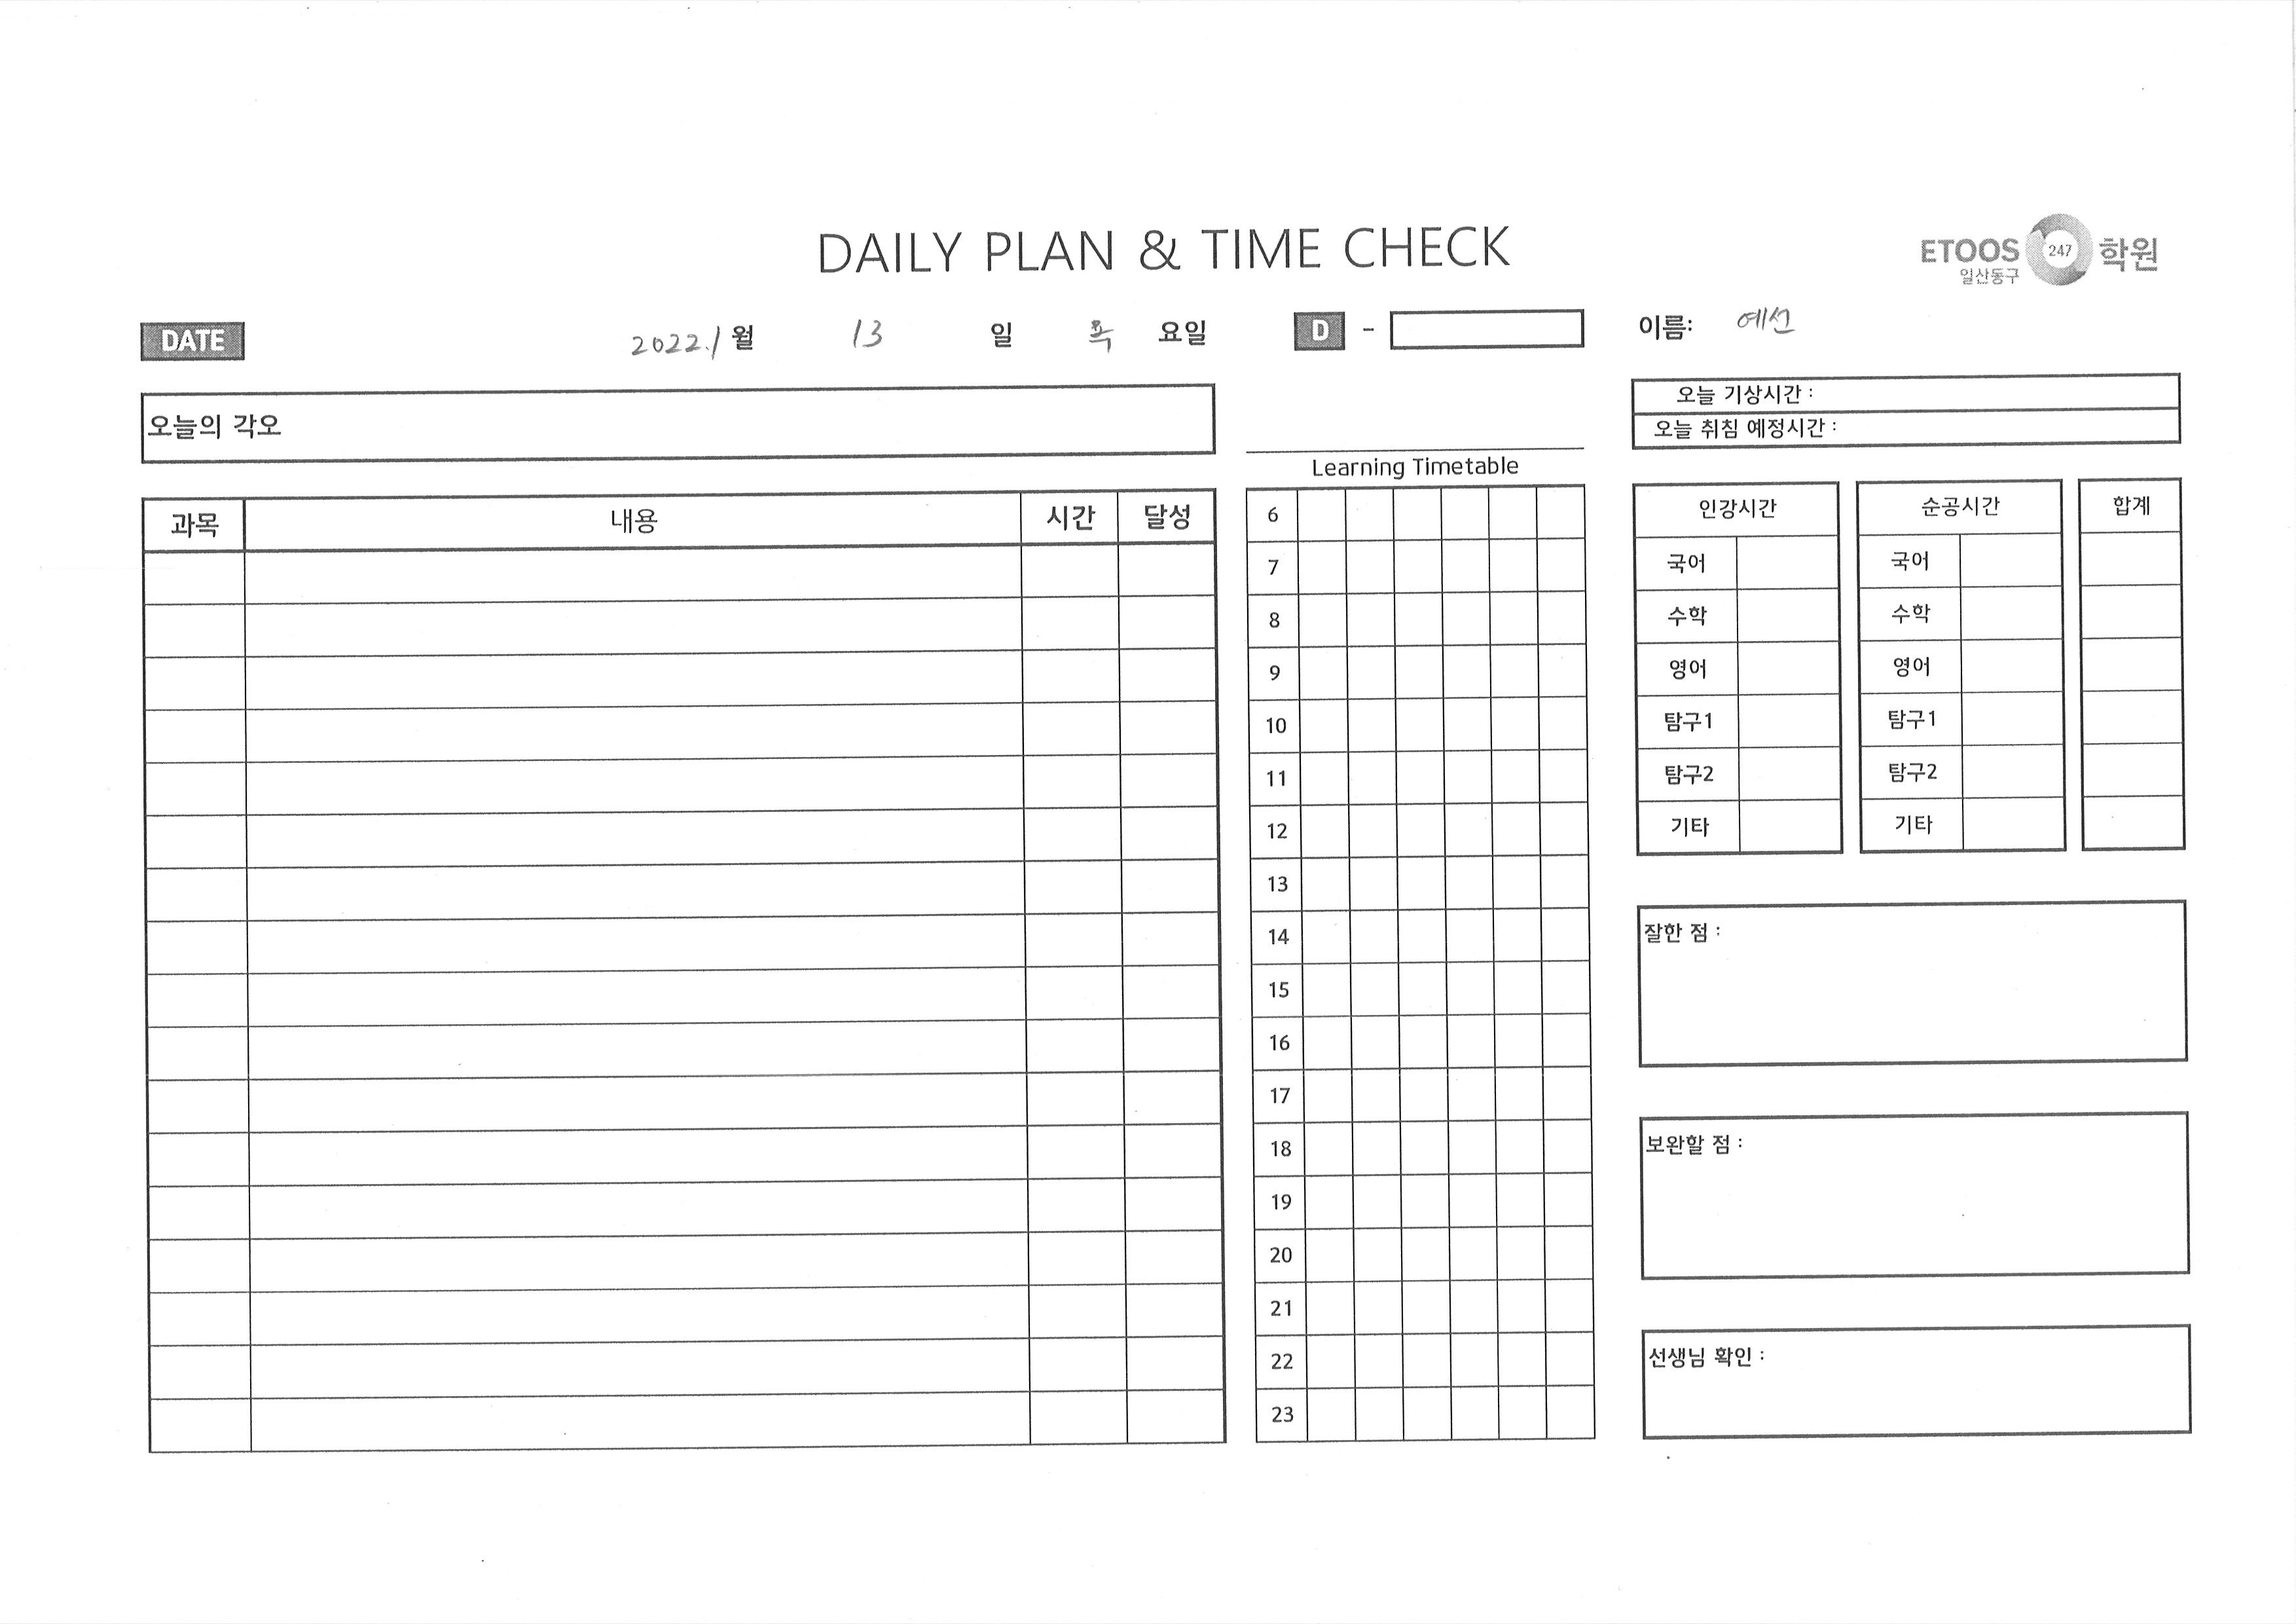 DAILY PLAN & TIME CHECK
ETOOS 247 학원
일산동구
DATE 2022. 1 월 13 일 목 요일 D - 이름: 예선
오늘의 각오
오늘 기상시간 :
오늘 취침 예정시간 :
과목 내용 시간 달성
Learning Timetable
6
7
8
9
10
11
12
13
14
15
16
17
18
19
20
21
22
23
인강시간 순공시간 합계
국어 국어
수학 수학
영어 영어
탐구1 탐구1
탐구2 탐구2
기타 기타
잘한 점 :
보완할 점 :
선생님 확인 :